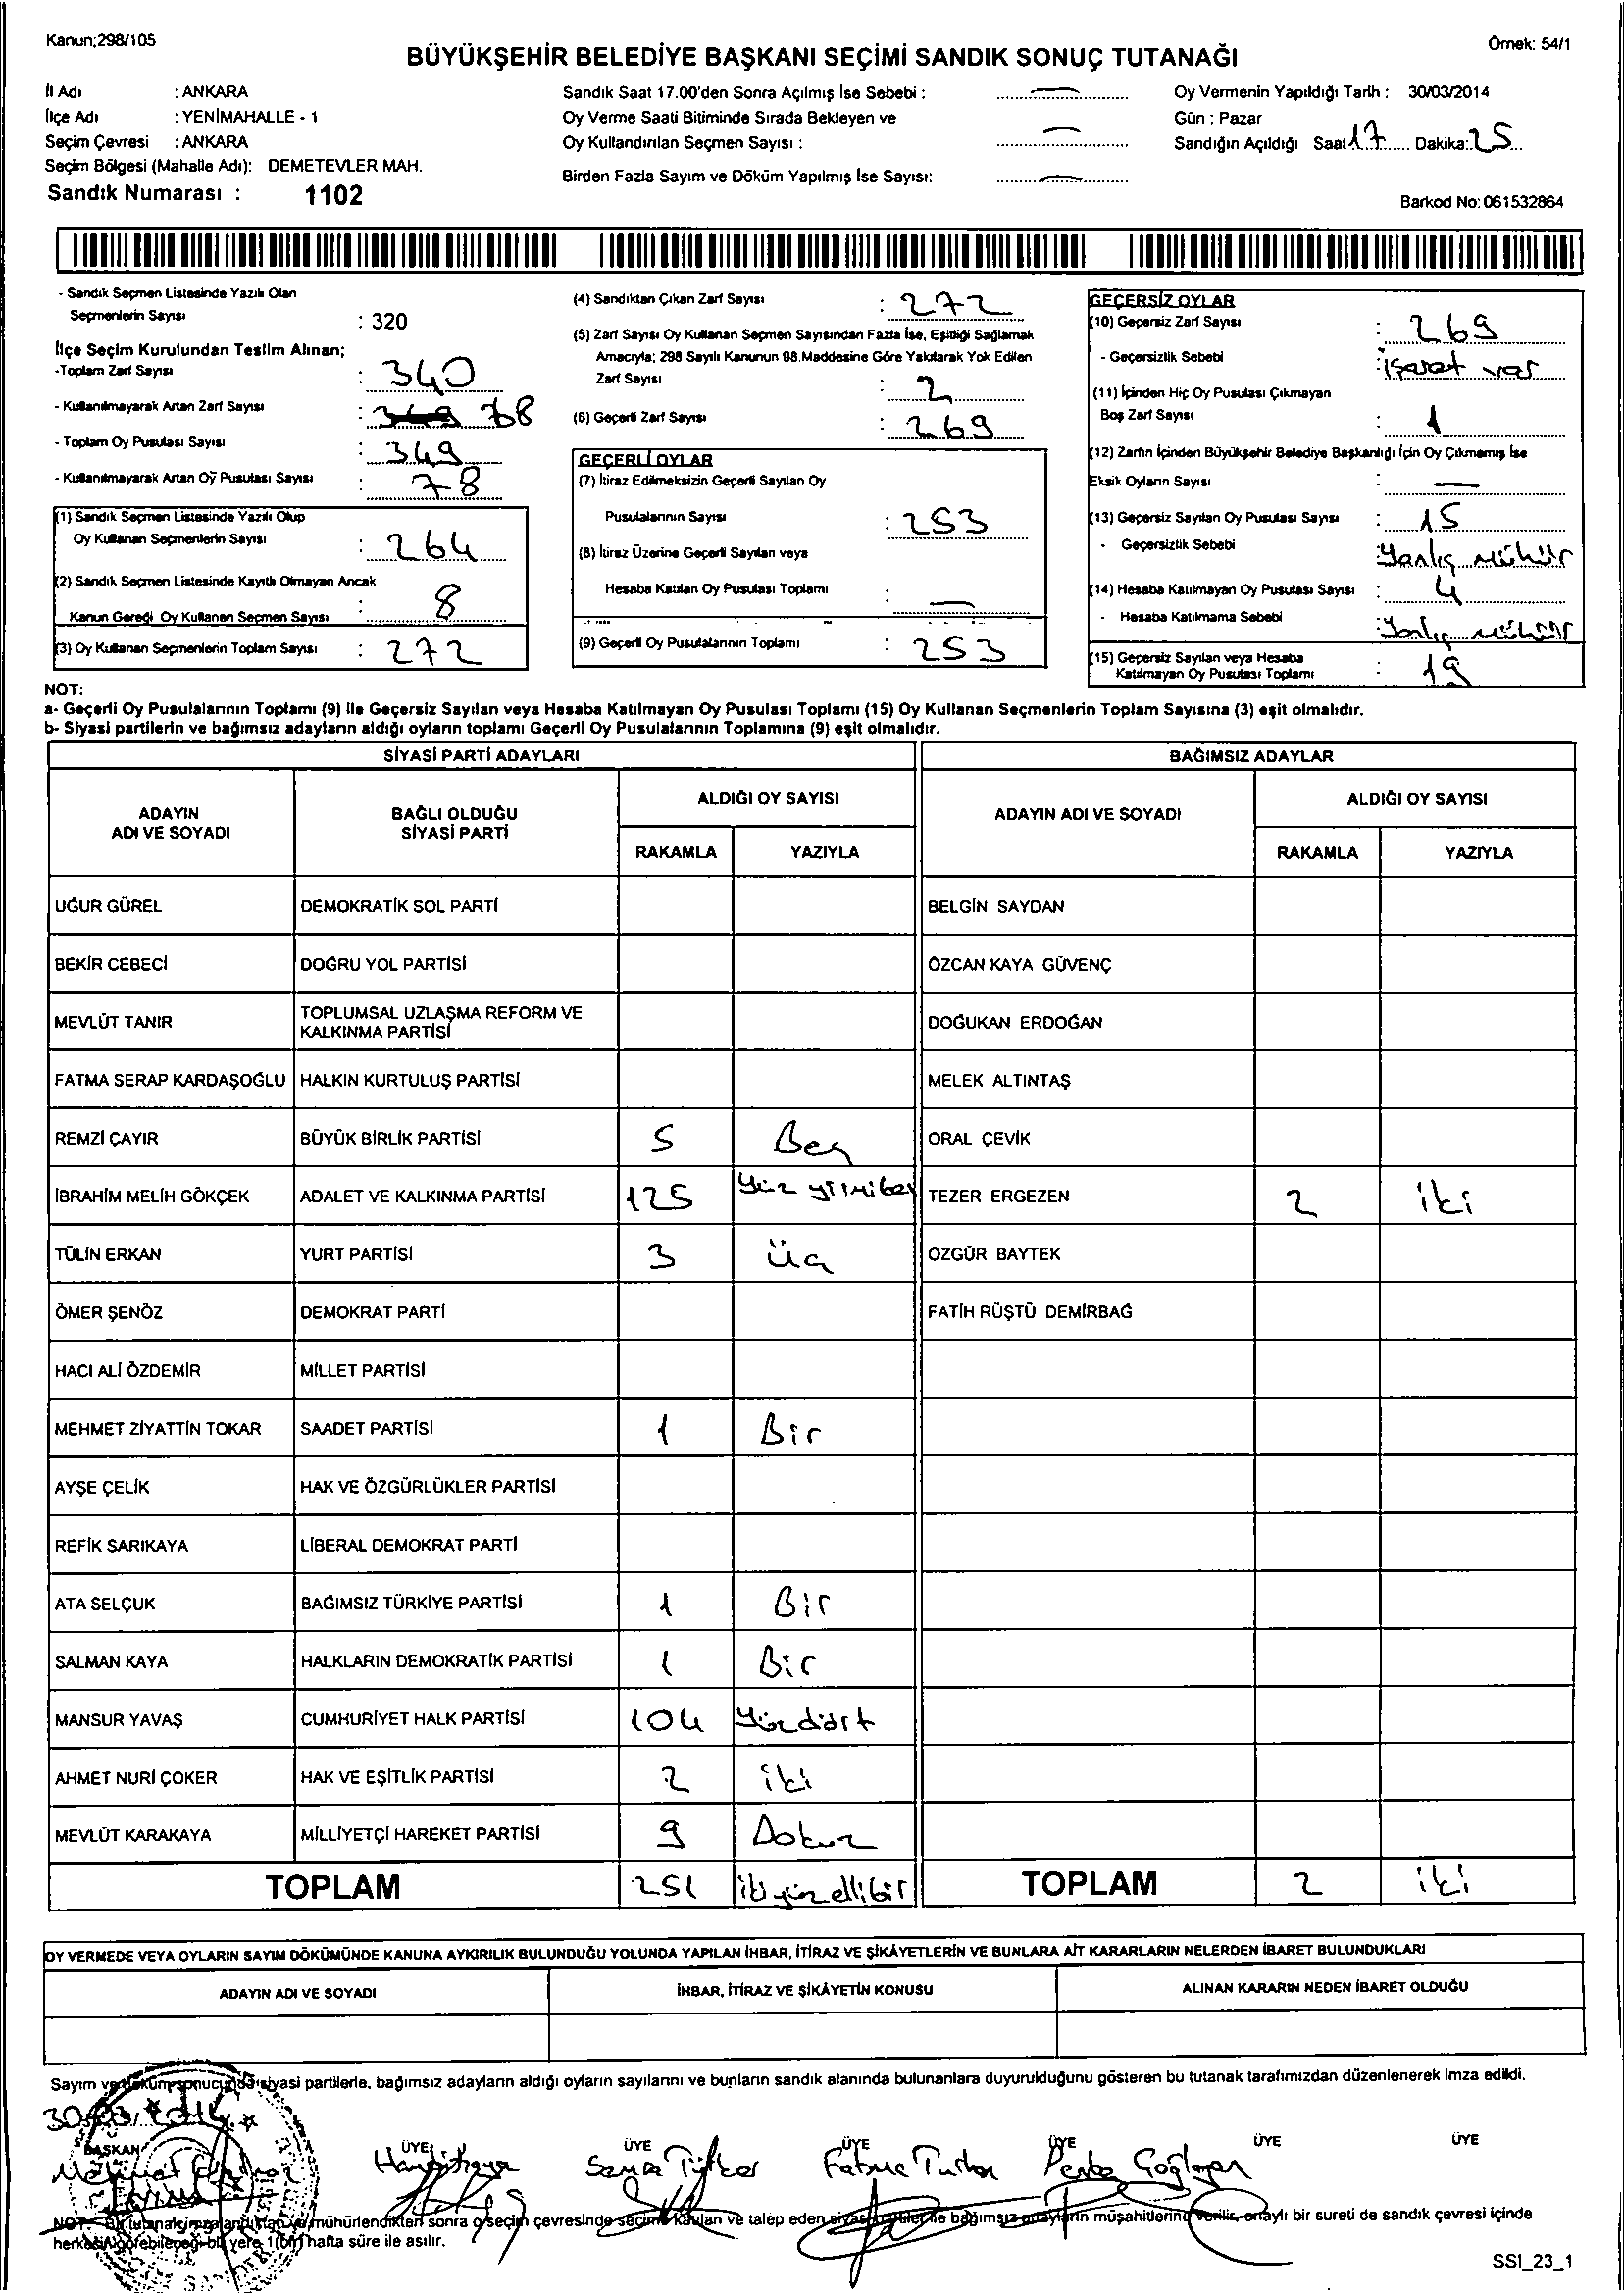 Kanun;298/105
Örnek: 54/1
BÜYÜKŞEHİR BELEDİYE BAŞKANI SEÇİMİ SANDIK SONUÇ TUTANAĞI
İl Adı : ANKARA
İlçe Adı : YENİMAHALLE - 1
Seçim Çevresi : ANKARA
Seçim Bölgesi (Mahalle Adı): DEMETEVLER MAH.
Sandık Numarası : 1102
Sandık Saat 17.00'den Sonra Açılmış İse Sebebi : —
Oy Verme Saati Bitiminde Sırada Bekleyen ve
Oy Kullandırılan Seçmen Sayısı : —
Birden Fazla Sayım ve Döküm Yapılmış İse Sayısı: —
Oy Vermenin Yapıldığı Tarih : 30/03/2014
Gün : Pazar
Sandığın Açıldığı Saat 17 Dakika: 25
Barkod No: 061532864
- Sandık Seçmen Listesinde Yazılı Olan
Seçmenlerin Sayısı : 320
İlçe Seçim Kurulundan Teslim Alınan;
-Toplam Zarf Sayısı : 340
- Kullanılmayarak Artan Zarf Sayısı : 68
- Toplam Oy Pusulası Sayısı : 349
- Kullanılmayarak Artan Oy Pusulası Sayısı : 78
(1) Sandık Seçmen Listesinde Yazılı Olup
Oy Kullanan Seçmenlerin Sayısı : 264
(2) Sandık Seçmen Listesinde Kayıtlı Olmayan Ancak
Kanun Gereği Oy Kullanan Seçmen Sayısı : 8
(3) Oy Kullanan Seçmenlerin Toplam Sayısı : 272
(4) Sandıktan Çıkan Zarf Sayısı : 272
(5) Zarf Sayısı Oy Kullanan Seçmen Sayısından Fazla İse, Eşitliği Sağlamak
Amacıyla; 298 Sayılı Kanunun 98.Maddesine Göre Yakılarak Yok Edilen
Zarf Sayısı : 2
(6) Geçerli Zarf Sayısı : 269
GEÇERLİ OYLAR
(7) İtiraz Edilmeksizin Geçerli Sayılan Oy
Pusulalarının Sayısı : 253
(8) İtiraz Üzerine Geçerli Sayılan veya
Hesaba Katılan Oy Pusulası Toplamı : —
(9) Geçerli Oy Pusulalarının Toplamı : 253
GEÇERSİZ OYLAR
(10) Geçersiz Zarf Sayısı : 269
- Geçersizlik Sebebi : işaret var
(11) İçinden Hiç Oy Pusulası Çıkmayan
Boş Zarf Sayısı : 1
(12) Zarfın İçinden Büyükşehir Belediye Başkanlığı İçin Oy Çıkmamış İse
Eksik Oyların Sayısı : —
(13) Geçersiz Sayılan Oy Pusulası Sayısı : 15
- Geçersizlik Sebebi : Yanlış Mühür
(14) Hesaba Katılmayan Oy Pusulası Sayısı : 4
- Hesaba Katılmama Sebebi : Yanlış Mühür
(15) Geçersiz Sayılan veya Hesaba
Katılmayan Oy Pusulası Toplamı : 19
NOT:
a- Geçerli Oy Pusulalarının Toplamı (9) ile Geçersiz Sayılan veya Hesaba Katılmayan Oy Pusulası Toplamı (15) Oy Kullanan Seçmenlerin Toplam Sayısına (3) eşit olmalıdır.
b- Siyasi partilerin ve bağımsız adayların aldığı oyların toplamı Geçerli Oy Pusulalarının Toplamına (9) eşit olmalıdır.
SİYASİ PARTİ ADAYLARI BAĞIMSIZ ADAYLAR
ADAYIN ADI VE SOYADI BAĞLI OLDUĞU SİYASİ PARTİ ALDIĞI OY SAYISI ADAYIN ADI VE SOYADI ALDIĞI OY SAYISI
RAKAMLA YAZIYLA RAKAMLA YAZIYLA
UĞUR GÜREL DEMOKRATİK SOL PARTİ BELGİN SAYDAN
BEKİR CEBECİ DOĞRU YOL PARTİSİ ÖZCAN KAYA GÜVENÇ
MEVLÜT TANIR TOPLUMSAL UZLAŞMA REFORM VE KALKINMA PARTİSİ DOĞUKAN ERDOĞAN
FATMA SERAP KARDAŞOĞLU HALKIN KURTULUŞ PARTİSİ MELEK ALTINTAŞ
REMZİ ÇAYIR BÜYÜK BİRLİK PARTİSİ 5 Beş ORAL ÇEVİK
İBRAHİM MELİH GÖKÇEK ADALET VE KALKINMA PARTİSİ 125 Yüz yirmibeş TEZER ERGEZEN 2 iki
TÜLİN ERKAN YURT PARTİSİ 3 Üç ÖZGÜR BAYTEK
ÖMER ŞENÖZ DEMOKRAT PARTİ FATİH RÜŞTÜ DEMİRBAĞ
HACI ALİ ÖZDEMİR MİLLET PARTİSİ
MEHMET ZİYATTİN TOKAR SAADET PARTİSİ 1 Bir
AYŞE ÇELİK HAK VE ÖZGÜRLÜKLER PARTİSİ
REFİK SARIKAYA LİBERAL DEMOKRAT PARTİ
ATA SELÇUK BAĞIMSIZ TÜRKİYE PARTİSİ 1 Bir
SALMAN KAYA HALKLARIN DEMOKRATİK PARTİSİ 1 Bir
MANSUR YAVAŞ CUMHURİYET HALK PARTİSİ 104 Yüzdört
AHMET NURİ ÇOKER HAK VE EŞİTLİK PARTİSİ 2 iki
MEVLÜT KARAKAYA MİLLİYETÇİ HAREKET PARTİSİ 9 Dokuz
TOPLAM 251 ikiyüzellibir TOPLAM 2 iki
OY VERMEDE VEYA OYLARIN SAYIM DÖKÜMÜNDE KANUNA AYKIRILIK BULUNDUĞU YOLUNDA YAPILAN İHBAR, İTİRAZ VE ŞİKÂYETLERİN VE BUNLARA AİT KARARLARIN NELERDEN İBARET BULUNDUKLARI
ADAYIN ADI VE SOYADI İHBAR, İTİRAZ VE ŞİKÂYETİN KONUSU ALINAN KARARIN NEDEN İBARET OLDUĞU
Sayım ve döküm sonucunda siyasi partilerle, bağımsız adayların aldığı oyların sayılarını ve bunların sandık alanında bulunanlara duyurulduğunu gösteren bu tutanak tarafımızdan düzenlenerek imza edildi.
30/03/2014
BAŞKAN ÜYE ÜYE ÜYE ÜYE ÜYE ÜYE
Mehmet Semra Fatma
NOT: Bu tutanak imzalandıktan ve mühürlendikten sonra o seçim çevresinde seçime katılan ve talep eden siyasi partiler ile bağımsız adayların müşahitlerine verilir, onaylı bir sureti de sandık çevresi içinde
herkesin görebileceği bir yere 1(bir) hafta süre ile asılır.
SSI_23_1